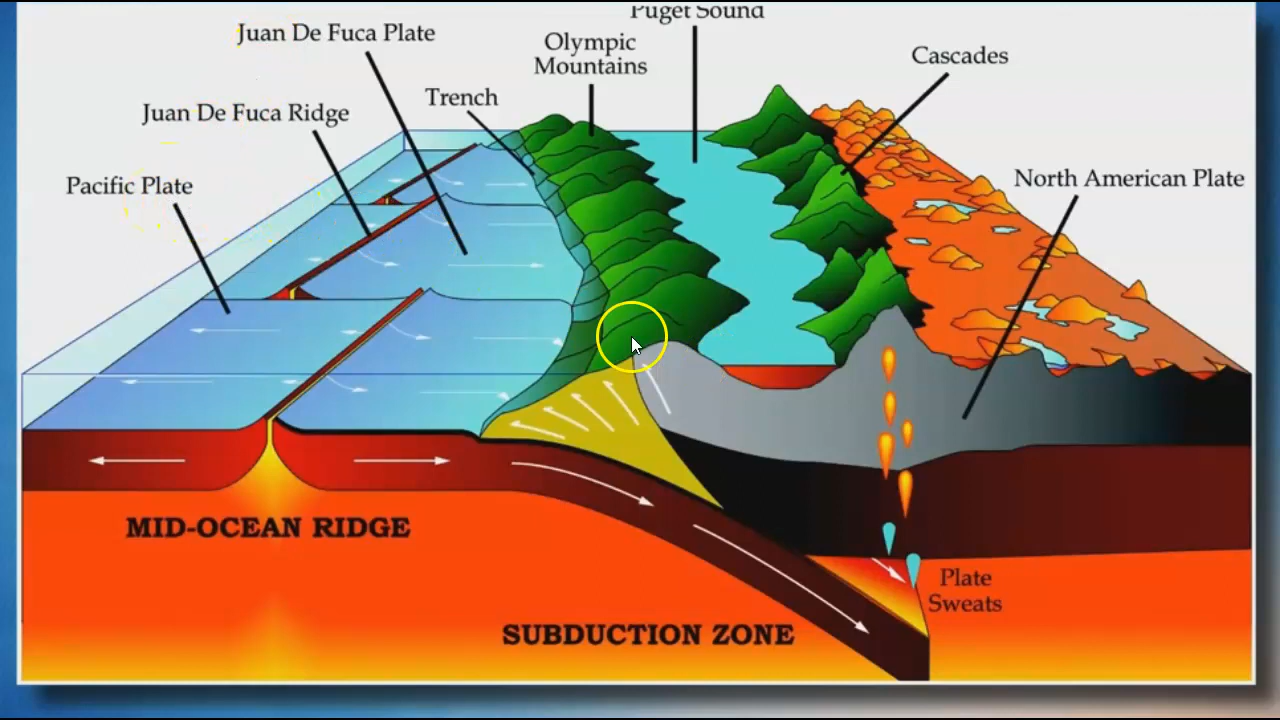 Puget Sound
Juan De Fuca Plate
Olympic
Mountains
Cascades
Trench
Juan De Fuca Ridge
North American Plate
Pacific Plate
MID-OCEAN RIDGE
Plate
Sweats
SUBDUCTION ZONE